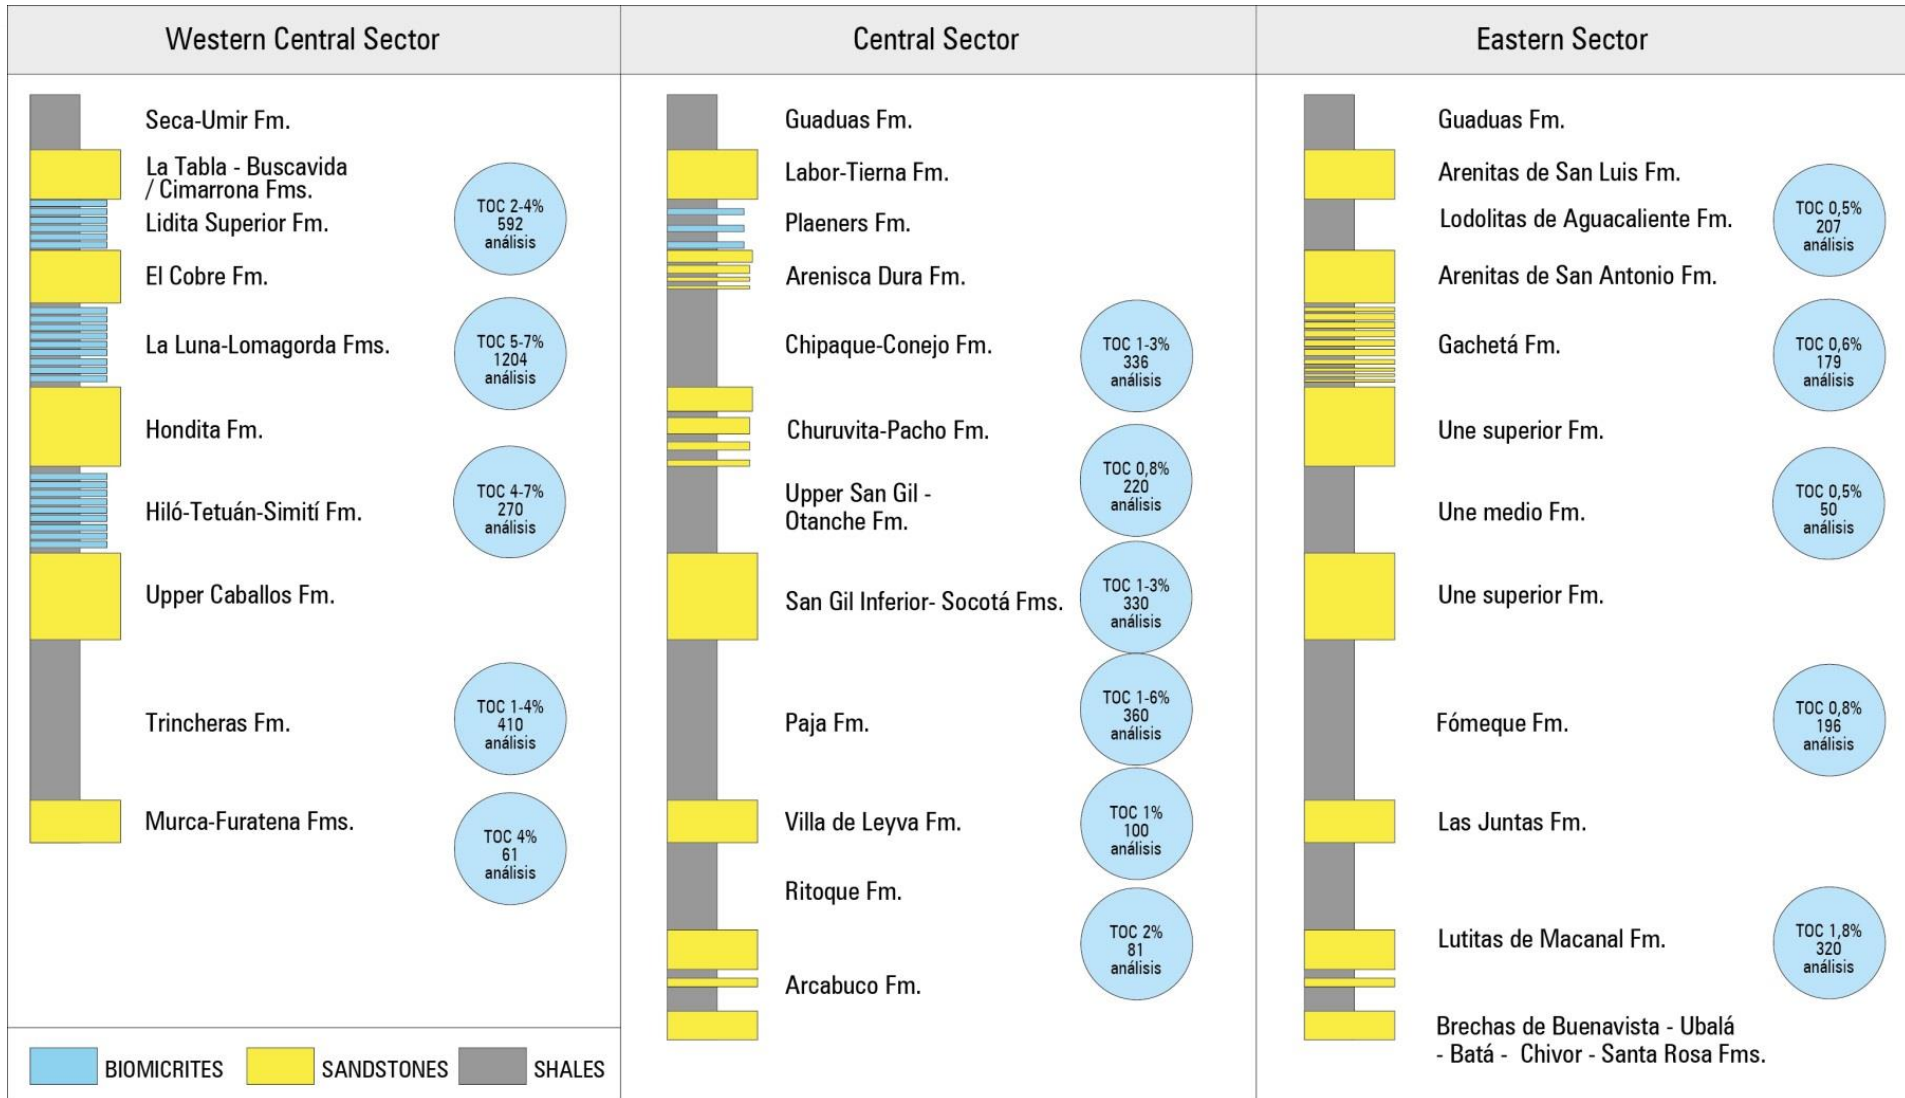 Western Central Sector
Seca-Umir Fm.
La Tabla - Buscavida
/ Cimarrona Fms.
Lidita Superior Fm.
TOC 2-4%
592
análisis
El Cobre Fm.
La Luna-Lomagorda Fms.
TOC 5-7%
1204
análisis
Hondita Fm.
Hiló-Tetuán-Simití Fm.
TOC 4-7%
270
análisis
Upper Caballos Fm.
Trincheras Fm.
TOC 1-4%
410
análisis
Murca-Furatena Fms.
TOC 4%
61
análisis
BIOMICRITES
SANDSTONES
SHALES
Central Sector
Guaduas Fm.
Labor-Tierna Fm.
Plaeners Fm.
Arenisca Dura Fm.
Chipaque-Conejo Fm.
TOC 1-3%
336
análisis
Churuvita-Pacho Fm.
TOC 0,8%
220
análisis
Upper San Gil -
Otanche Fm.
San Gil Inferior- Socotá Fms.
TOC 1-3%
330
análisis
Paja Fm.
TOC 1-6%
360
análisis
Villa de Leyva Fm.
TOC 1%
100
análisis
Ritoque Fm.
TOC 2%
81
análisis
Arcabuco Fm.
Eastern Sector
Guaduas Fm.
Arenitas de San Luis Fm.
Lodolitas de Aguacaliente Fm.
TOC 0,5%
207
análisis
Arenitas de San Antonio Fm.
Gachetá Fm.
TOC 0,6%
179
análisis
Une superior Fm.
Une medio Fm.
TOC 0,5%
50
análisis
Une superior Fm.
Fómeque Fm.
TOC 0,8%
196
análisis
Las Juntas Fm.
Lutitas de Macanal Fm.
TOC 1,8%
320
análisis
Brechas de Buenavista - Ubalá
- Batá - Chivor - Santa Rosa Fms.